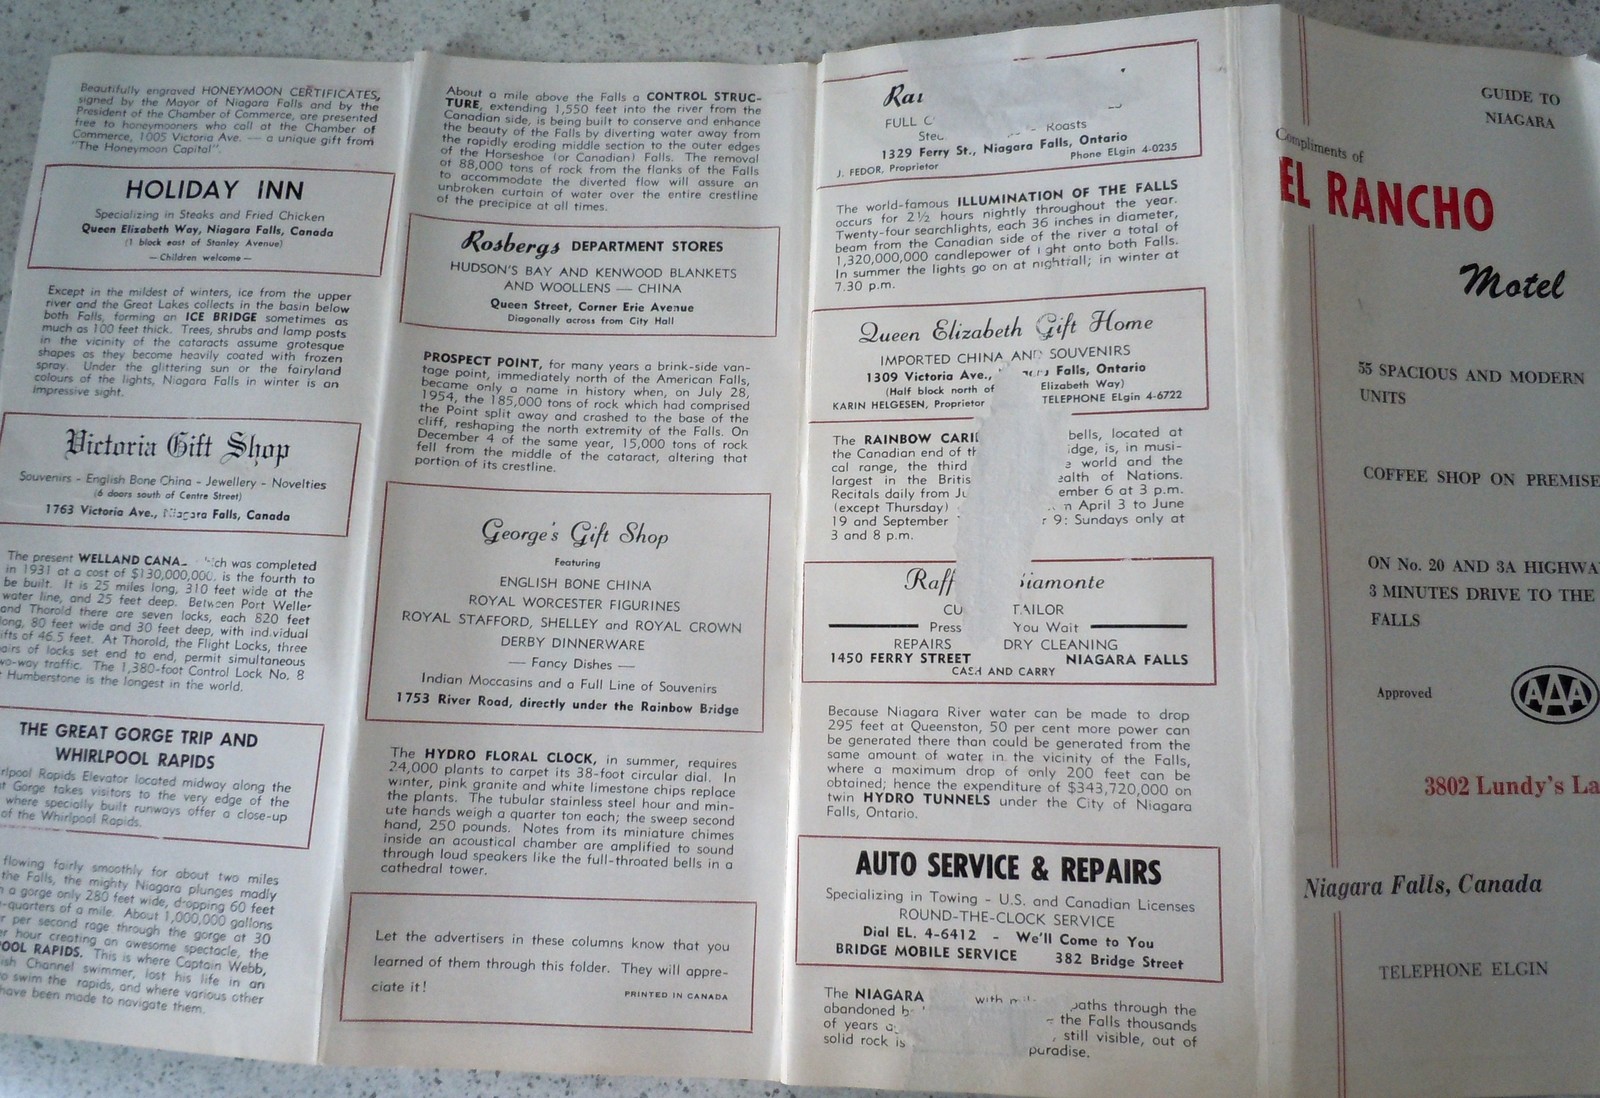 Beautifully engraved HONEYMOON CERTIFICATES,
signed by the Mayor of Niagara Falls and by the
President of the Chamber of Commerce, are presented
free to honeymooners who call at the Chamber of
Commerce, 1005 Victoria Ave. — a unique gift from
"The Honeymoon Capital".
HOLIDAY INN
Specializing in Steaks and Fried Chicken
Queen Elizabeth Way, Niagara Falls, Canada
(1 block east of Stanley Avenue)
— Children welcome —
Except in the mildest of winters, ice from the upper
river and the Great Lakes collects in the basin below
both Falls, forming an ICE BRIDGE sometimes as
much as 100 feet thick. Trees, shrubs and lamp posts
in the vicinity of the cataracts assume grotesque
shapes as they become heavily coated with frozen
spray. Under the glittering sun or the fairyland
colours of the lights, Niagara Falls in winter is an
impressive sight.
Victoria Gift Shop
Souvenirs - English Bone China - Jewellery - Novelties
(6 doors south of Centre Street)
1763 Victoria Ave., Niagara Falls, Canada
The present WELLAND CANA ch was completed
in 1931 at a cost of $130,000,000, is the fourth to
be built. It is 25 miles long, 310 feet wide at the
water line, and 25 feet deep. Between Port Weller
and Thorold there are seven locks, each 820 feet
ong, 80 feet wide and 30 feet deep, with individual
ifts of 46.5 feet. At Thorold, the Flight Locks, three
airs of locks set end to end, permit simultaneous
wo-way traffic. The 1,380-foot Control Lock No. 8
Humberstone is the longest in the world.
THE GREAT GORGE TRIP AND
WHIRLPOOL RAPIDS
rlpool Rapids Elevator located midway along the
t Gorge takes visitors to the very edge of the
where specially built runways offer a close-up
of the Whirlpool Rapids.
flowing fairly smoothly for about two miles
the Falls, the mighty Niagara plunges madly
a gorge only 280 feet wide, dropping 60 feet
-quarters of a mile. About 1,000,000 gallons
r per second rage through the gorge at 30
er hour creating an awesome spectacle, the
OOL RAPIDS. This is where Captain Webb,
ish Channel swimmer, lost his life in an
o swim the rapids, and where various other
have been made to navigate them.
About a mile above the Falls a CONTROL STRUC-
TURE, extending 1,550 feet into the river from the
Canadian side, is being built to conserve and enhance
the beauty of the Falls by diverting water away from
the rapidly eroding middle section to the outer edges
of the Horseshoe (or Canadian) Falls. The removal
of 88,000 tons of rock from the flanks of the Falls
to accommodate the diverted flow will assure an
unbroken curtain of water over the entire crestline
of the precipice at all times.
Rosbergs DEPARTMENT STORES
HUDSON'S BAY AND KENWOOD BLANKETS
AND WOOLLENS — CHINA
Queen Street, Corner Erie Avenue
Diagonally across from City Hall
PROSPECT POINT, for many years a brink-side van-
tage point, immediately north of the American Falls,
became only a name in history when, on July 28,
1954, the 185,000 tons of rock which had comprised
the Point split away and crashed to the base of the
cliff, reshaping the north extremity of the Falls. On
December 4 of the same year, 15,000 tons of rock
fell from the middle of the cataract, altering that
portion of its crestline.
George's Gift Shop
Featuring
ENGLISH BONE CHINA
ROYAL WORCESTER FIGURINES
ROYAL STAFFORD, SHELLEY and ROYAL CROWN
DERBY DINNERWARE
— Fancy Dishes —
Indian Moccasins and a Full Line of Souvenirs
1753 River Road, directly under the Rainbow Bridge
The HYDRO FLORAL CLOCK, in summer, requires
24,000 plants to carpet its 38-foot circular dial. In
winter, pink granite and white limestone chips replace
the plants. The tubular stainless steel hour and min-
ute hands weigh a quarter ton each; the sweep second
hand, 250 pounds. Notes from its miniature chimes
inside an acoustical chamber are amplified to sound
through loud speakers like the full-throated bells in a
cathedral tower.
Let the advertisers in these columns know that you
learned of them through this folder. They will appre-
ciate it!
PRINTED IN CANADA
FULL
Roasts
1329 Ferry St., Niagara Falls, Ontario
J. FEDOR, Proprietor Phone ELgin 4-0235
The world-famous ILLUMINATION OF THE FALLS
occurs for 2½ hours nightly throughout the year.
Twenty-four searchlights, each 36 inches in diameter,
beam from the Canadian side of the river a total of
1,320,000,000 candlepower of light onto both Falls.
In summer the lights go on at nightfall; in winter at
7.30 p.m.
Queen Elizabeth Gift Home
IMPORTED CHINA AND SOUVENIRS
1309 Victoria Ave., Falls, Ontario
(Half block north of Elizabeth Way)
KARIN HELGESEN, Proprietor TELEPHONE ELgin 4-6722
The RAINBOW CARIL bells, located at
the Canadian end of th idge, is, in musi-
cal range, the third e world and the
largest in the Britis ealth of Nations.
Recitals daily from Ju ember 6 at 3 p.m.
(except Thursday) n April 3 to June
19 and September r 9: Sundays only at
3 and 8 p.m.
Raff iamonte
CU TAILOR
Press You Wait
REPAIRS DRY CLEANING
1450 FERRY STREET NIAGARA FALLS
CASH AND CARRY
Because Niagara River water can be made to drop
295 feet at Queenston, 50 per cent more power can
be generated there than could be generated from the
same amount of water in the vicinity of the Falls,
where a maximum drop of only 200 feet can be
obtained; hence the expenditure of $343,720,000 on
twin HYDRO TUNNELS under the City of Niagara
Falls, Ontario.
AUTO SERVICE & REPAIRS
Specializing in Towing - U.S. and Canadian Licenses
ROUND-THE-CLOCK SERVICE
Dial EL. 4-6412 - We'll Come to You
BRIDGE MOBILE SERVICE 382 Bridge Street
The NIAGARA with paths through the
abandoned the Falls thousands
of years still visible, out of
solid rock is paradise.
GUIDE TO
NIAGARA
Compliments of
EL RANCHO
Motel
55 SPACIOUS AND MODERN
UNITS
COFFEE SHOP ON PREMISE
ON No. 20 AND 3A HIGHWA
3 MINUTES DRIVE TO THE
FALLS
Approved AAA
3802 Lundy's La
Niagara Falls, Canada
TELEPHONE ELGIN